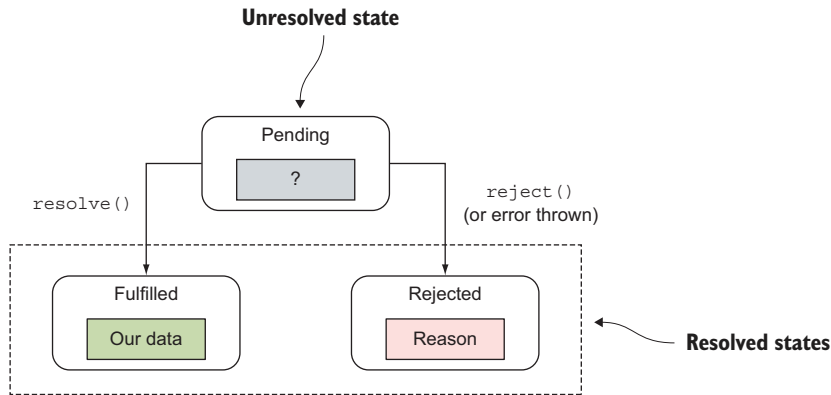 Unresolved state
Pending
?
resolve()
reject()
(or error thrown)
Fulfilled
Our data
Rejected
Reason
Resolved states